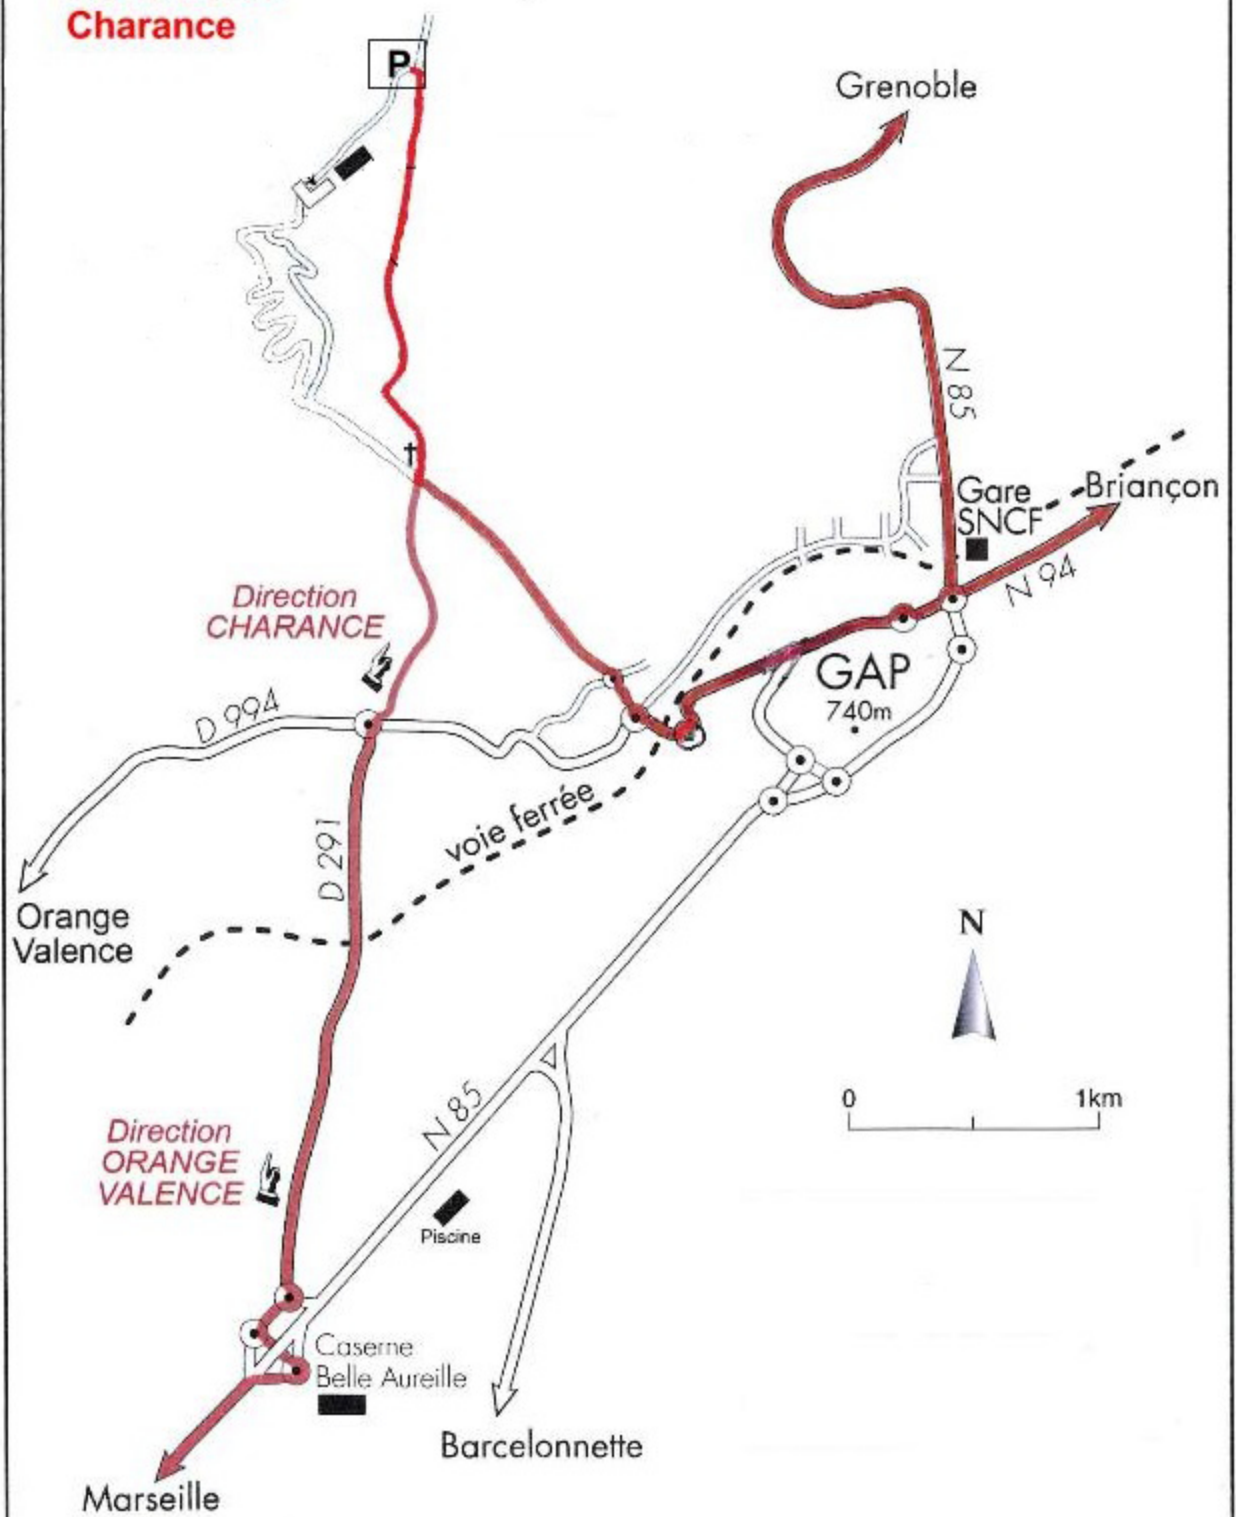 Charance
P
Grenoble
N 85
Gare
SNCF
Briançon
N 94
Direction
CHARANCE
GAP
740m
D 994
voie ferrée
D 291
Orange
Valence
N
0 1km
N 85
Direction
ORANGE
VALENCE
Piscine
Caserne
Belle Aureille
Barcelonnette
Marseille